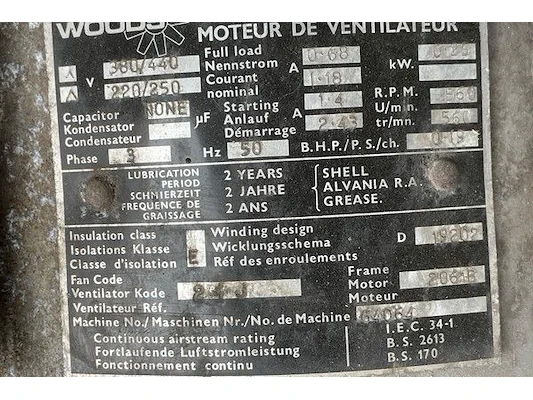 WOODS MOTEUR DE VENTILATEUR
Y 380/440 V
220/250
Full load
Nennstrom
Courant
nominal
A 0·68
1·18
kW.
Capacitor
Kondensator
Condensateur
NONE µF
Starting
Anlauf
Démarrage
A 1·4
2·43
R.P.M.
U/min.
tr/mn. 560
Phase 3 Hz 50 B.H.P./P.S./ch.
LUBRICATION
PERIOD
SCHMIERZEIT
FREQUENCE DE
GRAISSAGE
2 YEARS
2 JAHRE
2 ANS
SHELL
ALVANIA R.A.
GREASE.
Insulation class
Isolations Klasse
Classe d'isolation
E
Winding design
Wicklungsschema
Réf des enroulements
D 19202
Fan Code
Ventilator Kode
Ventilateur Réf.
Frame
Motor
Moteur
Machine No./Maschinen Nr./No. de Machine
Continuous airstream rating
Fortlaufende Luftstromleistung
Fonctionnement continu
I.E.C. 34-1
B.S. 2613
B.S. 170